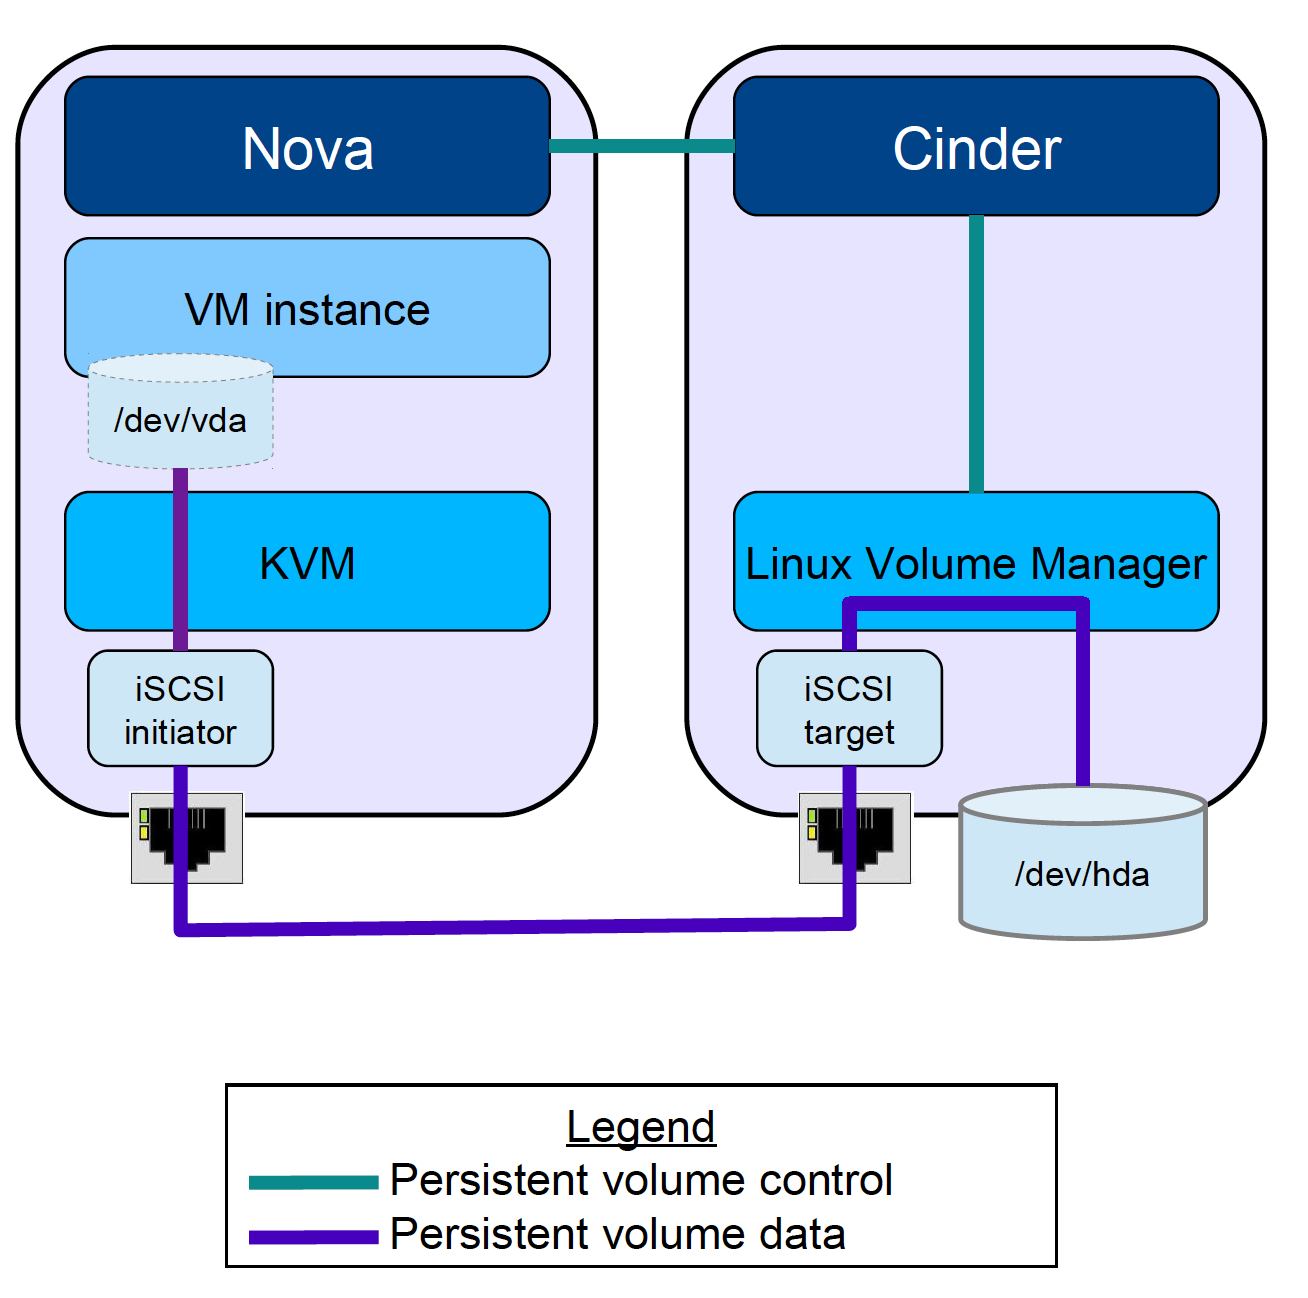 Nova
VM instance
/dev/vda
KVM
iSCSI
initiator
Cinder
Linux Volume Manager
iSCSI
target
/dev/hda
Legend
Persistent volume control
Persistent volume data